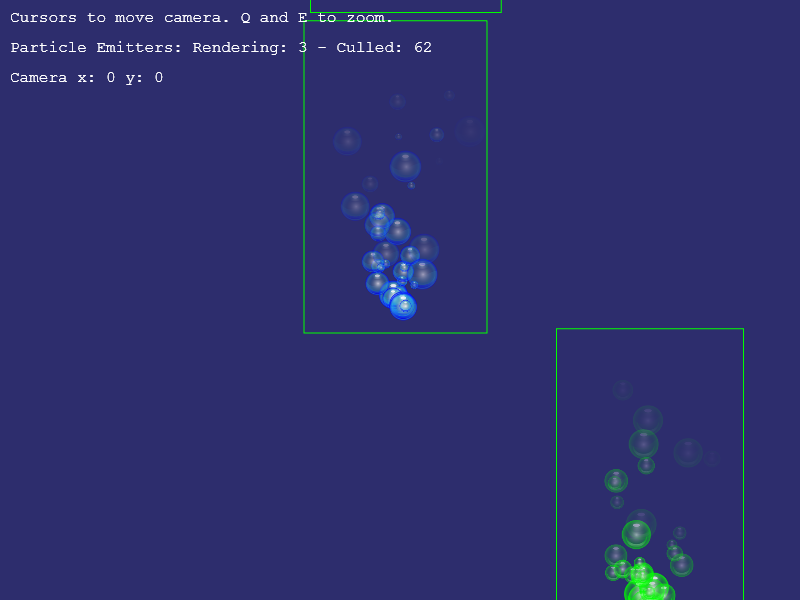 Cursors to move camera. Q and E to zoom.
Particle Emitters: Rendering: 3 - Culled: 62
Camera x: 0 y: 0